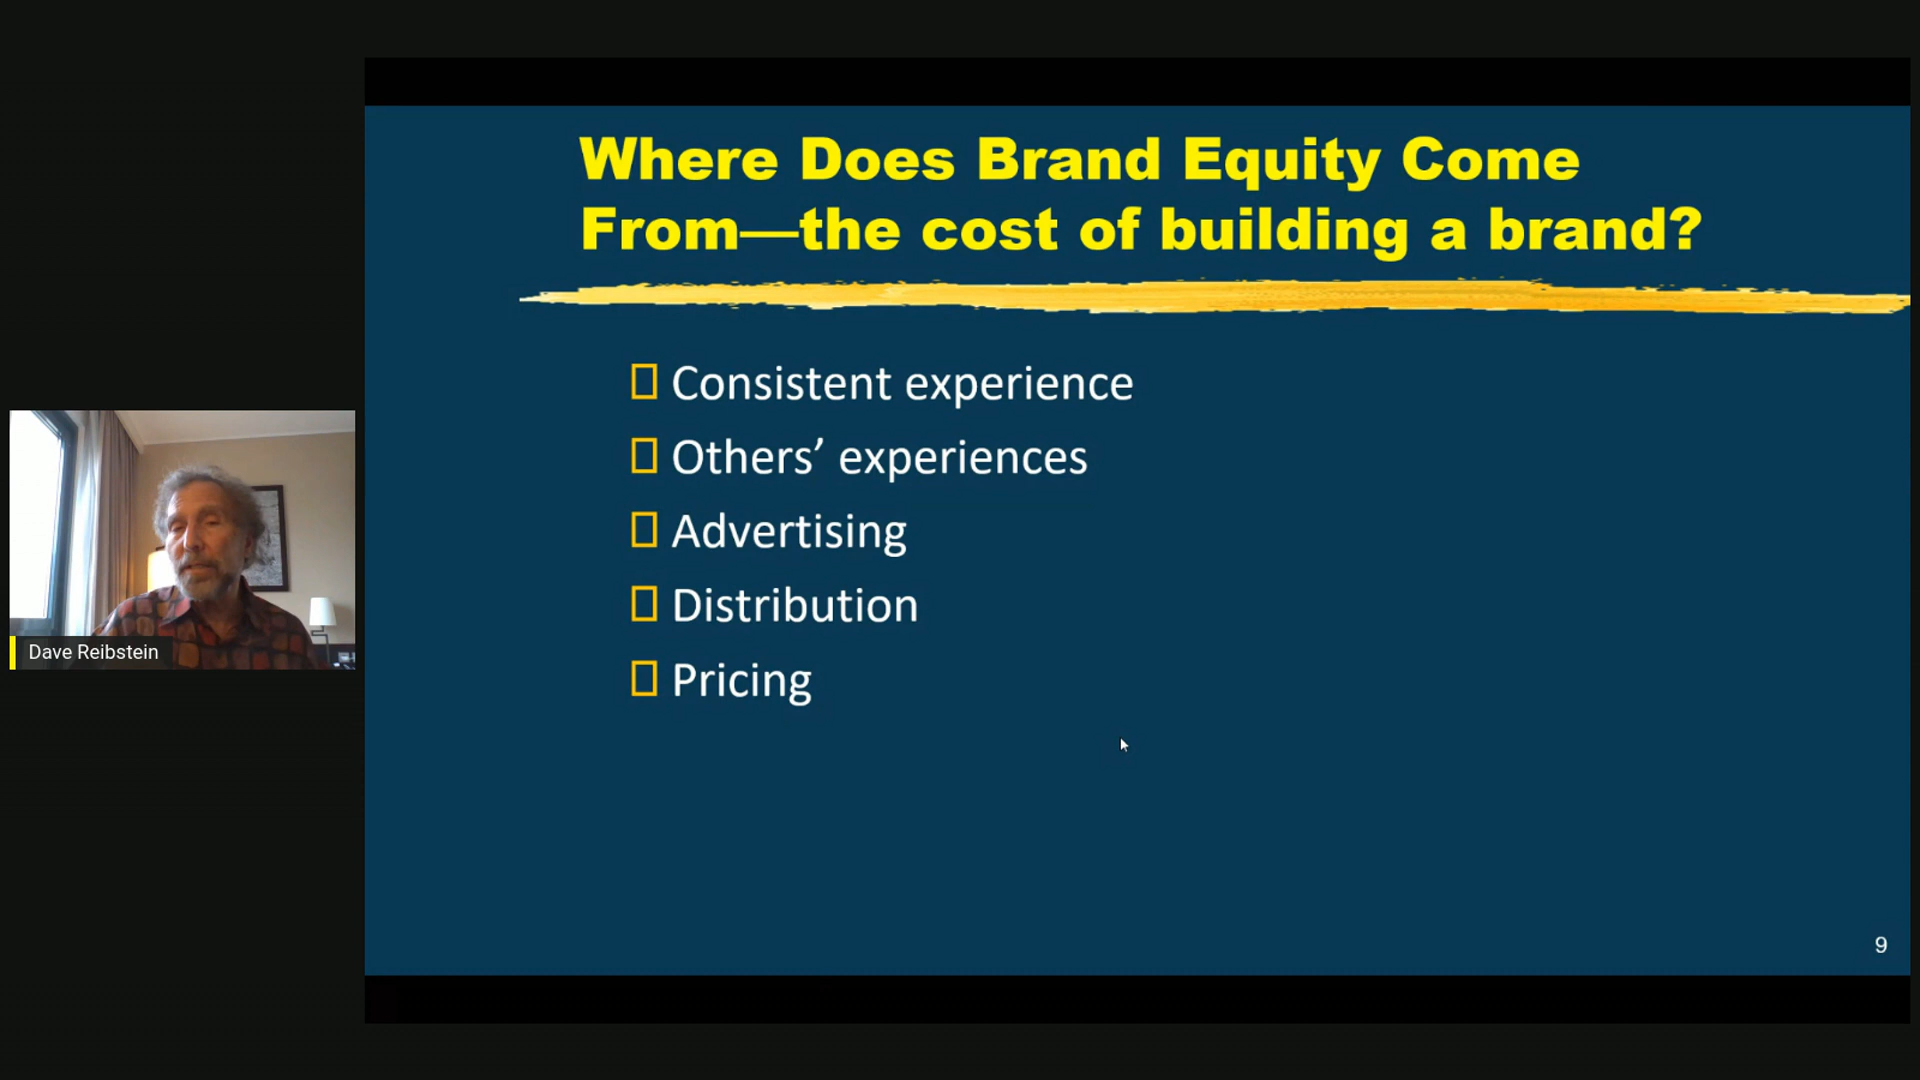 Where Does Brand Equity Come
From—the cost of building a brand?
Consistent experience
Others’ experiences
Advertising
Distribution
Pricing
Dave Reibstein
9